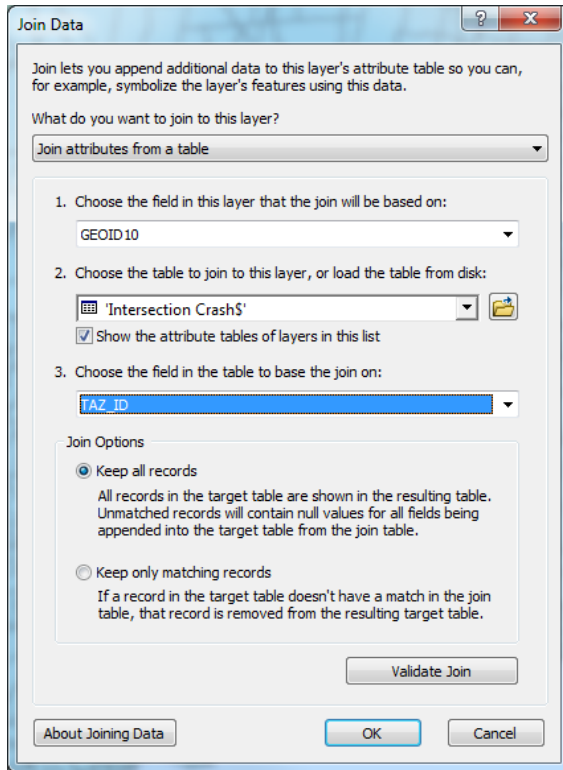 Join Data
Join lets you append additional data to this layer's attribute table so you can,
for example, symbolize the layer's features using this data.
What do you want to join to this layer?
Join attributes from a table
1. Choose the field in this layer that the join will be based on:
GEOID10
2. Choose the table to join to this layer, or load the table from disk:
'Intersection Crash$'
Show the attribute tables of layers in this list
3. Choose the field in the table to base the join on:
TAZ_ID
Join Options
Keep all records
All records in the target table are shown in the resulting table.
Unmatched records will contain null values for all fields being
appended into the target table from the join table.
Keep only matching records
If a record in the target table doesn't have a match in the join
table, that record is removed from the resulting target table.
Validate Join
About Joining Data
OK
Cancel